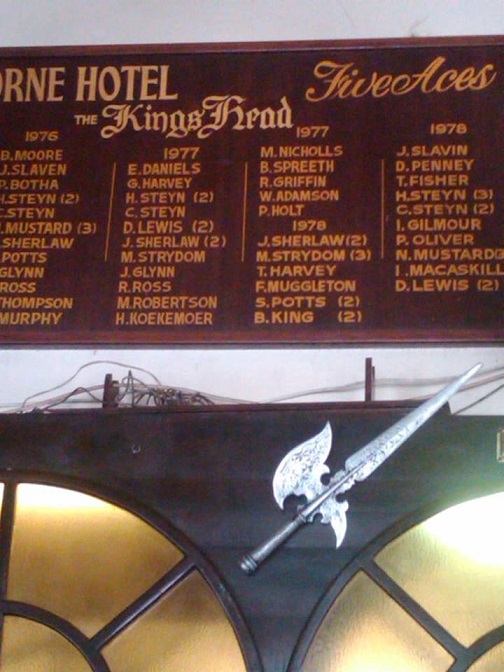 ORNE HOTEL
Five Aces
THE Kings Head
1976
B.MOORE
J.SLAVEN
P.BOTHA
H.STEYN (2)
C.STEYN
N.MUSTARD (3)
J.SHERLAW
S.POTTS
J.GLYNN
R.ROSS
THOMPSON
MURPHY
1977
E.DANIELS
G.HARVEY
H.STEYN (2)
C.STEYN
D.LEWIS (2)
J.SHERLAW (2)
M.STRYDOM
J.GLYNN
R.ROSS
M.ROBERTSON
H.KOEKEMOER
1977
M.NICHOLLS
B.SPREETH
R.GRIFFIN
W.ADAMSON
P.HOLT
1978
J.SHERLAW(2)
M.STRYDOM (3)
T.HARVEY
F.MUGGLETON
S.POTTS (2)
B.KING (2)
1978
J.SLAVIN
D.PENNEY
T.FISHER
H.STEYN (3)
C.STEYN (2)
I.GILMOUR
P.OLIVER
N.MUSTARD
I.MACASKILL
D.LEWIS (2)